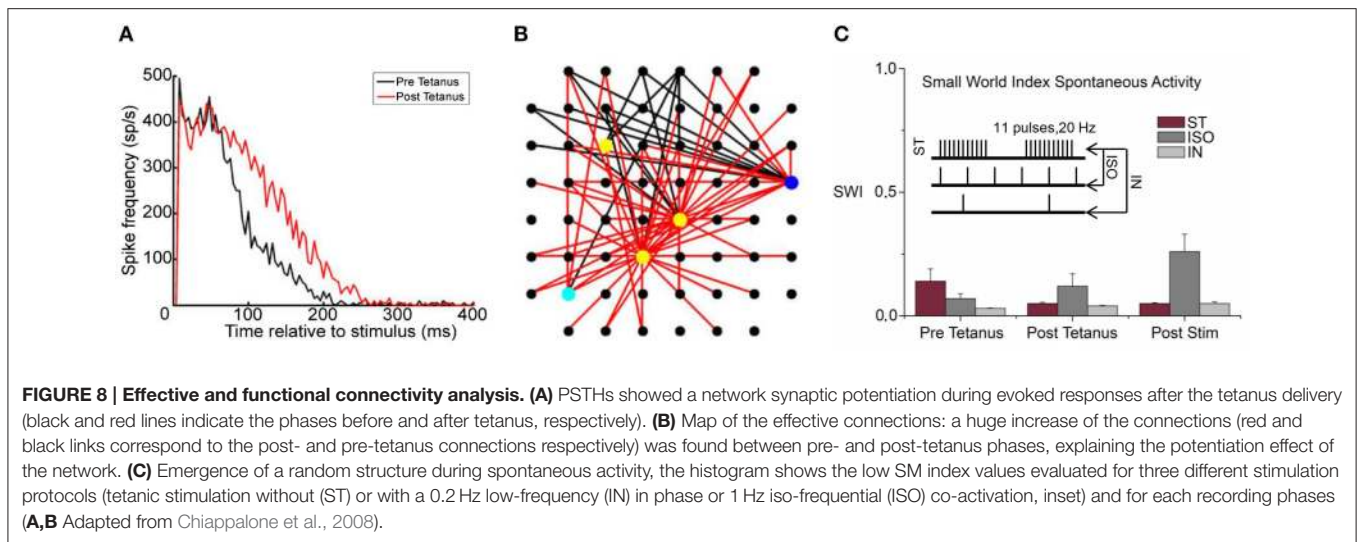 A
B
C
500
400
300
200
100
Spike frequency (sp/s)
Pre Tetanus
Post Tetanus
0 100 200 300 400
Time relative to stimulus (ms)
1.0
0.5
0.0
SWI
Small World Index Spontaneous Activity
11 pulses,20 Hz
ST
ISO
IN
ST
ISO
IN
Pre Tetanus Post Tetanus Post Stim
FIGURE 8 | Effective and functional connectivity analysis. (A) PSTHs showed a network synaptic potentiation during evoked responses after the tetanus delivery
(black and red lines indicate the phases before and after tetanus, respectively). (B) Map of the effective connections: a huge increase of the connections (red and
black links correspond to the post- and pre-tetanus connections respectively) was found between pre- and post-tetanus phases, explaining the potentiation effect of
the network. (C) Emergence of a random structure during spontaneous activity, the histogram shows the low SM index values evaluated for three different stimulation
protocols (tetanic stimulation without (ST) or with a 0.2 Hz low-frequency (IN) in phase or 1 Hz iso-frequential (ISO) co-activation, inset) and for each recording phases
(A,B Adapted from Chiappalone et al., 2008).